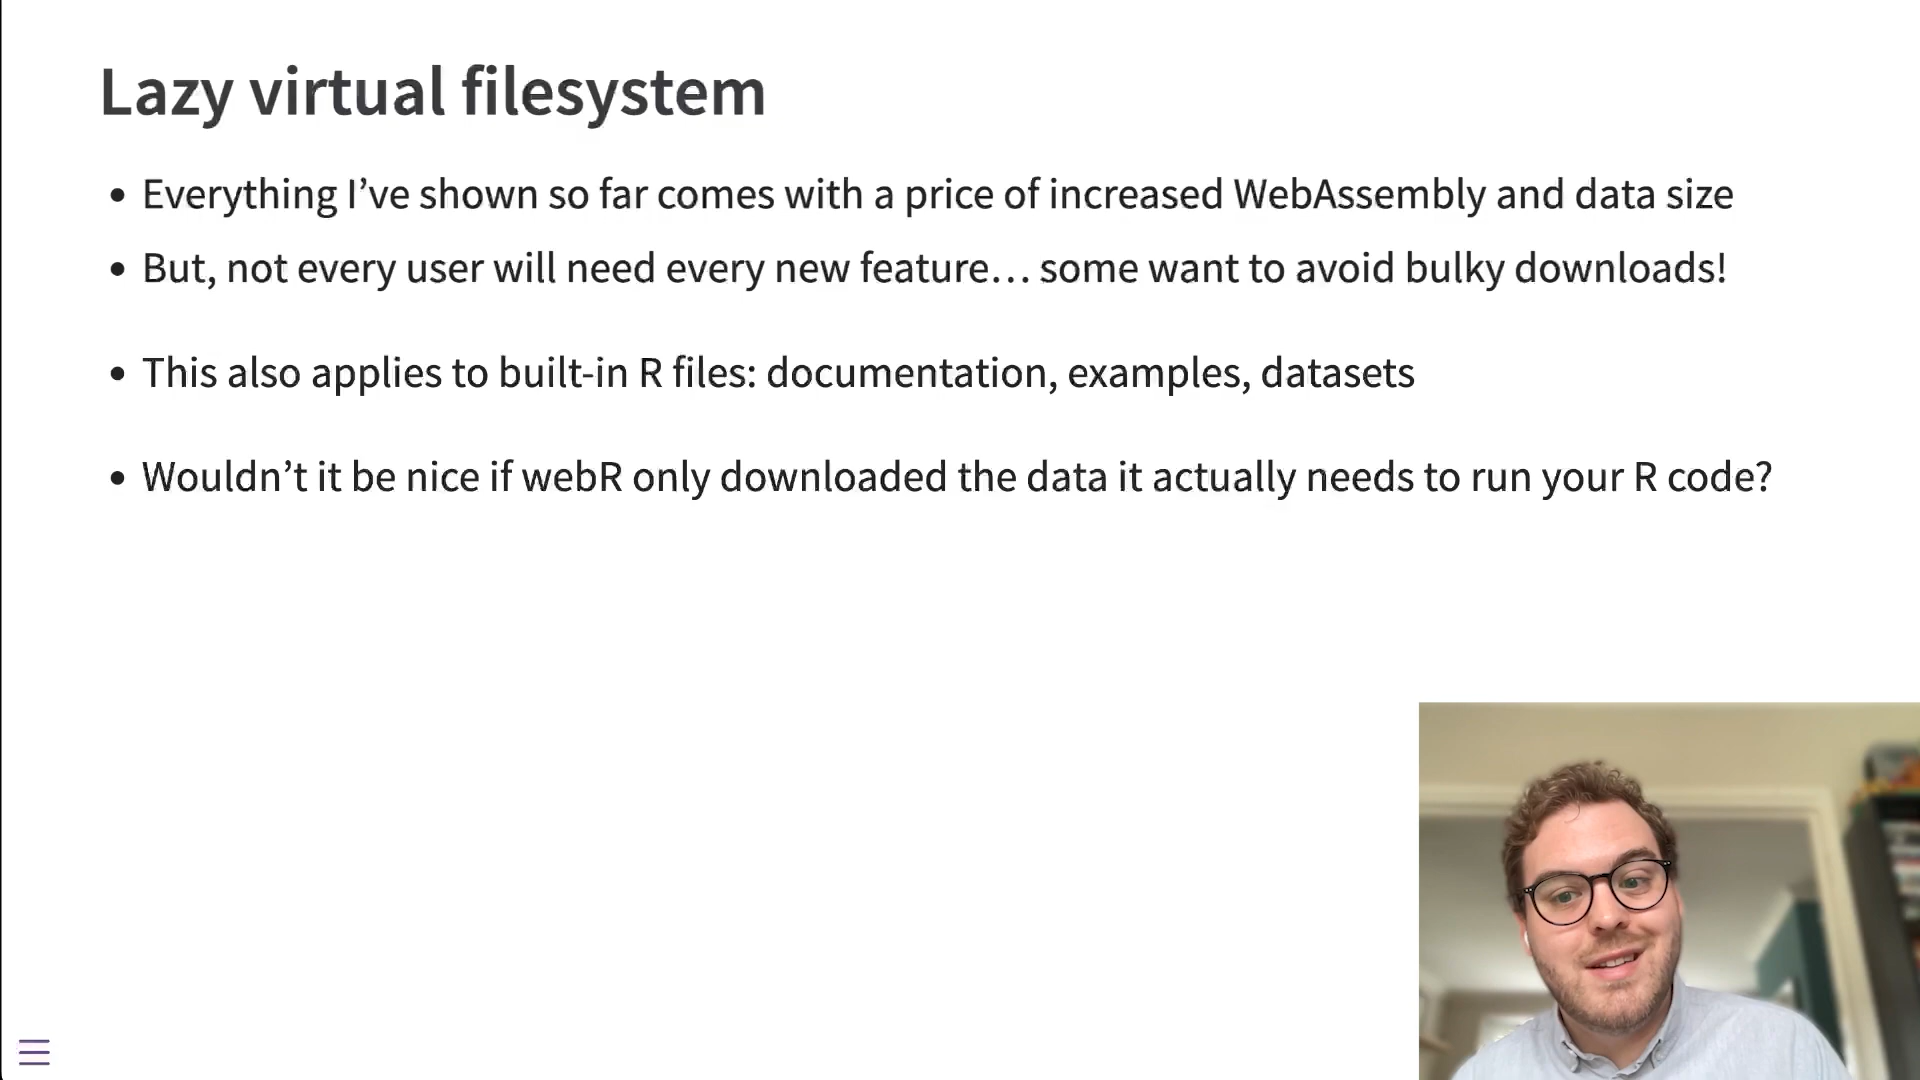 Lazy virtual filesystem
• Everything I’ve shown so far comes with a price of increased WebAssembly and data size
• But, not every user will need every new feature… some want to avoid bulky downloads!
• This also applies to built-in R files: documentation, examples, datasets
• Wouldn’t it be nice if webR only downloaded the data it actually needs to run your R code?